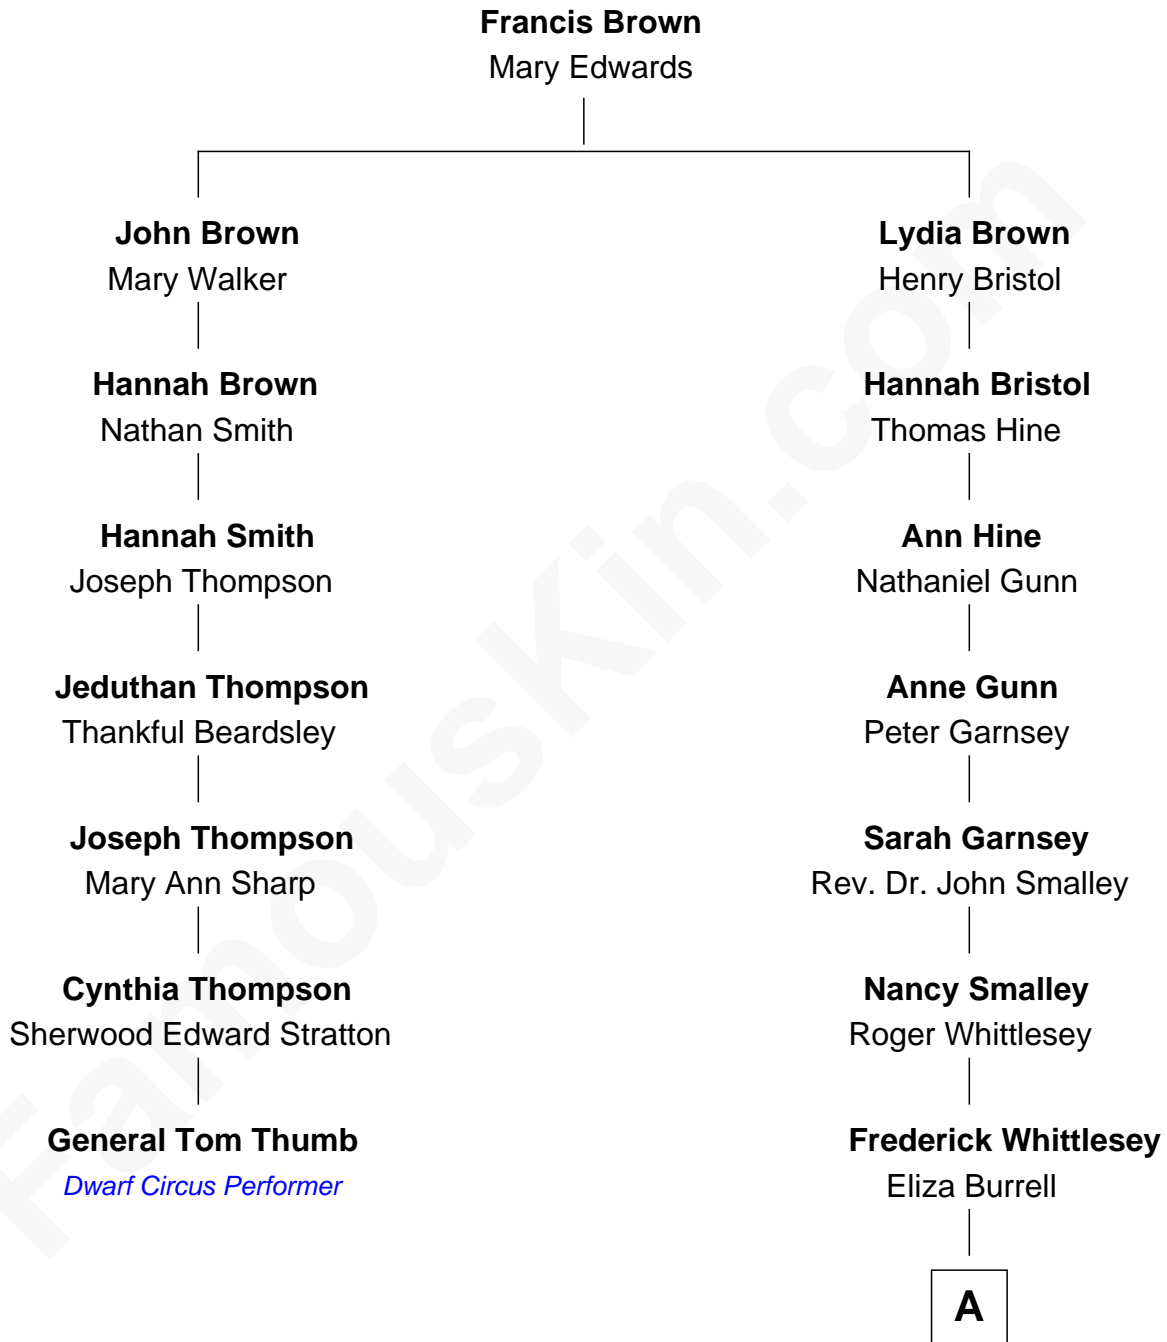 Francis Brown
Mary Edwards
John Brown
Mary Walker
Lydia Brown
Henry Bristol
Hannah Brown
Nathan Smith
Hannah Bristol
Thomas Hine
Hannah Smith
Joseph Thompson
Ann Hine
Nathaniel Gunn
Jeduthan Thompson
Thankful Beardsley
Anne Gunn
Peter Garnsey
Joseph Thompson
Mary Ann Sharp
Sarah Garnsey
Rev. Dr. John Smalley
Cynthia Thompson
Sherwood Edward Stratton
Nancy Smalley
Roger Whittlesey
General Tom Thumb
Dwarf Circus Performer
Frederick Whittlesey
Eliza Burrell
A
FamousKin.com